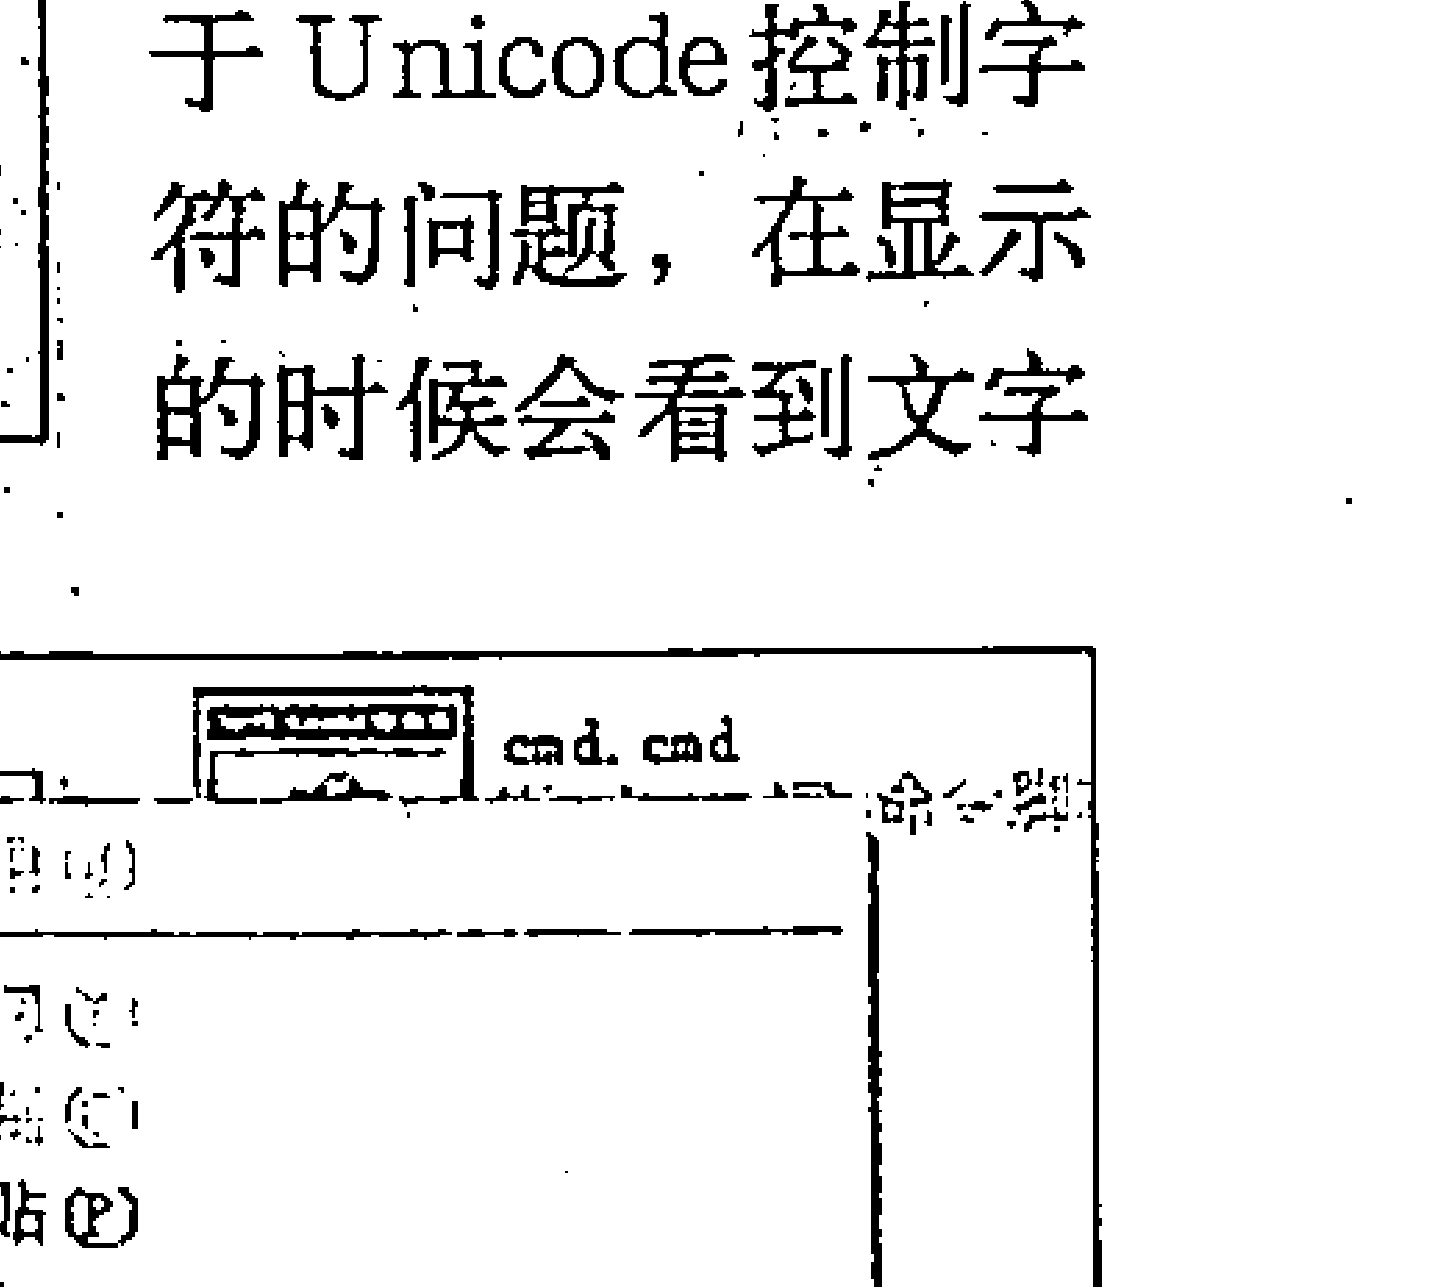 于 Unicode 控制字
符的问题，在显示
的时候会看到文字
cmd. cmd
贴(P)